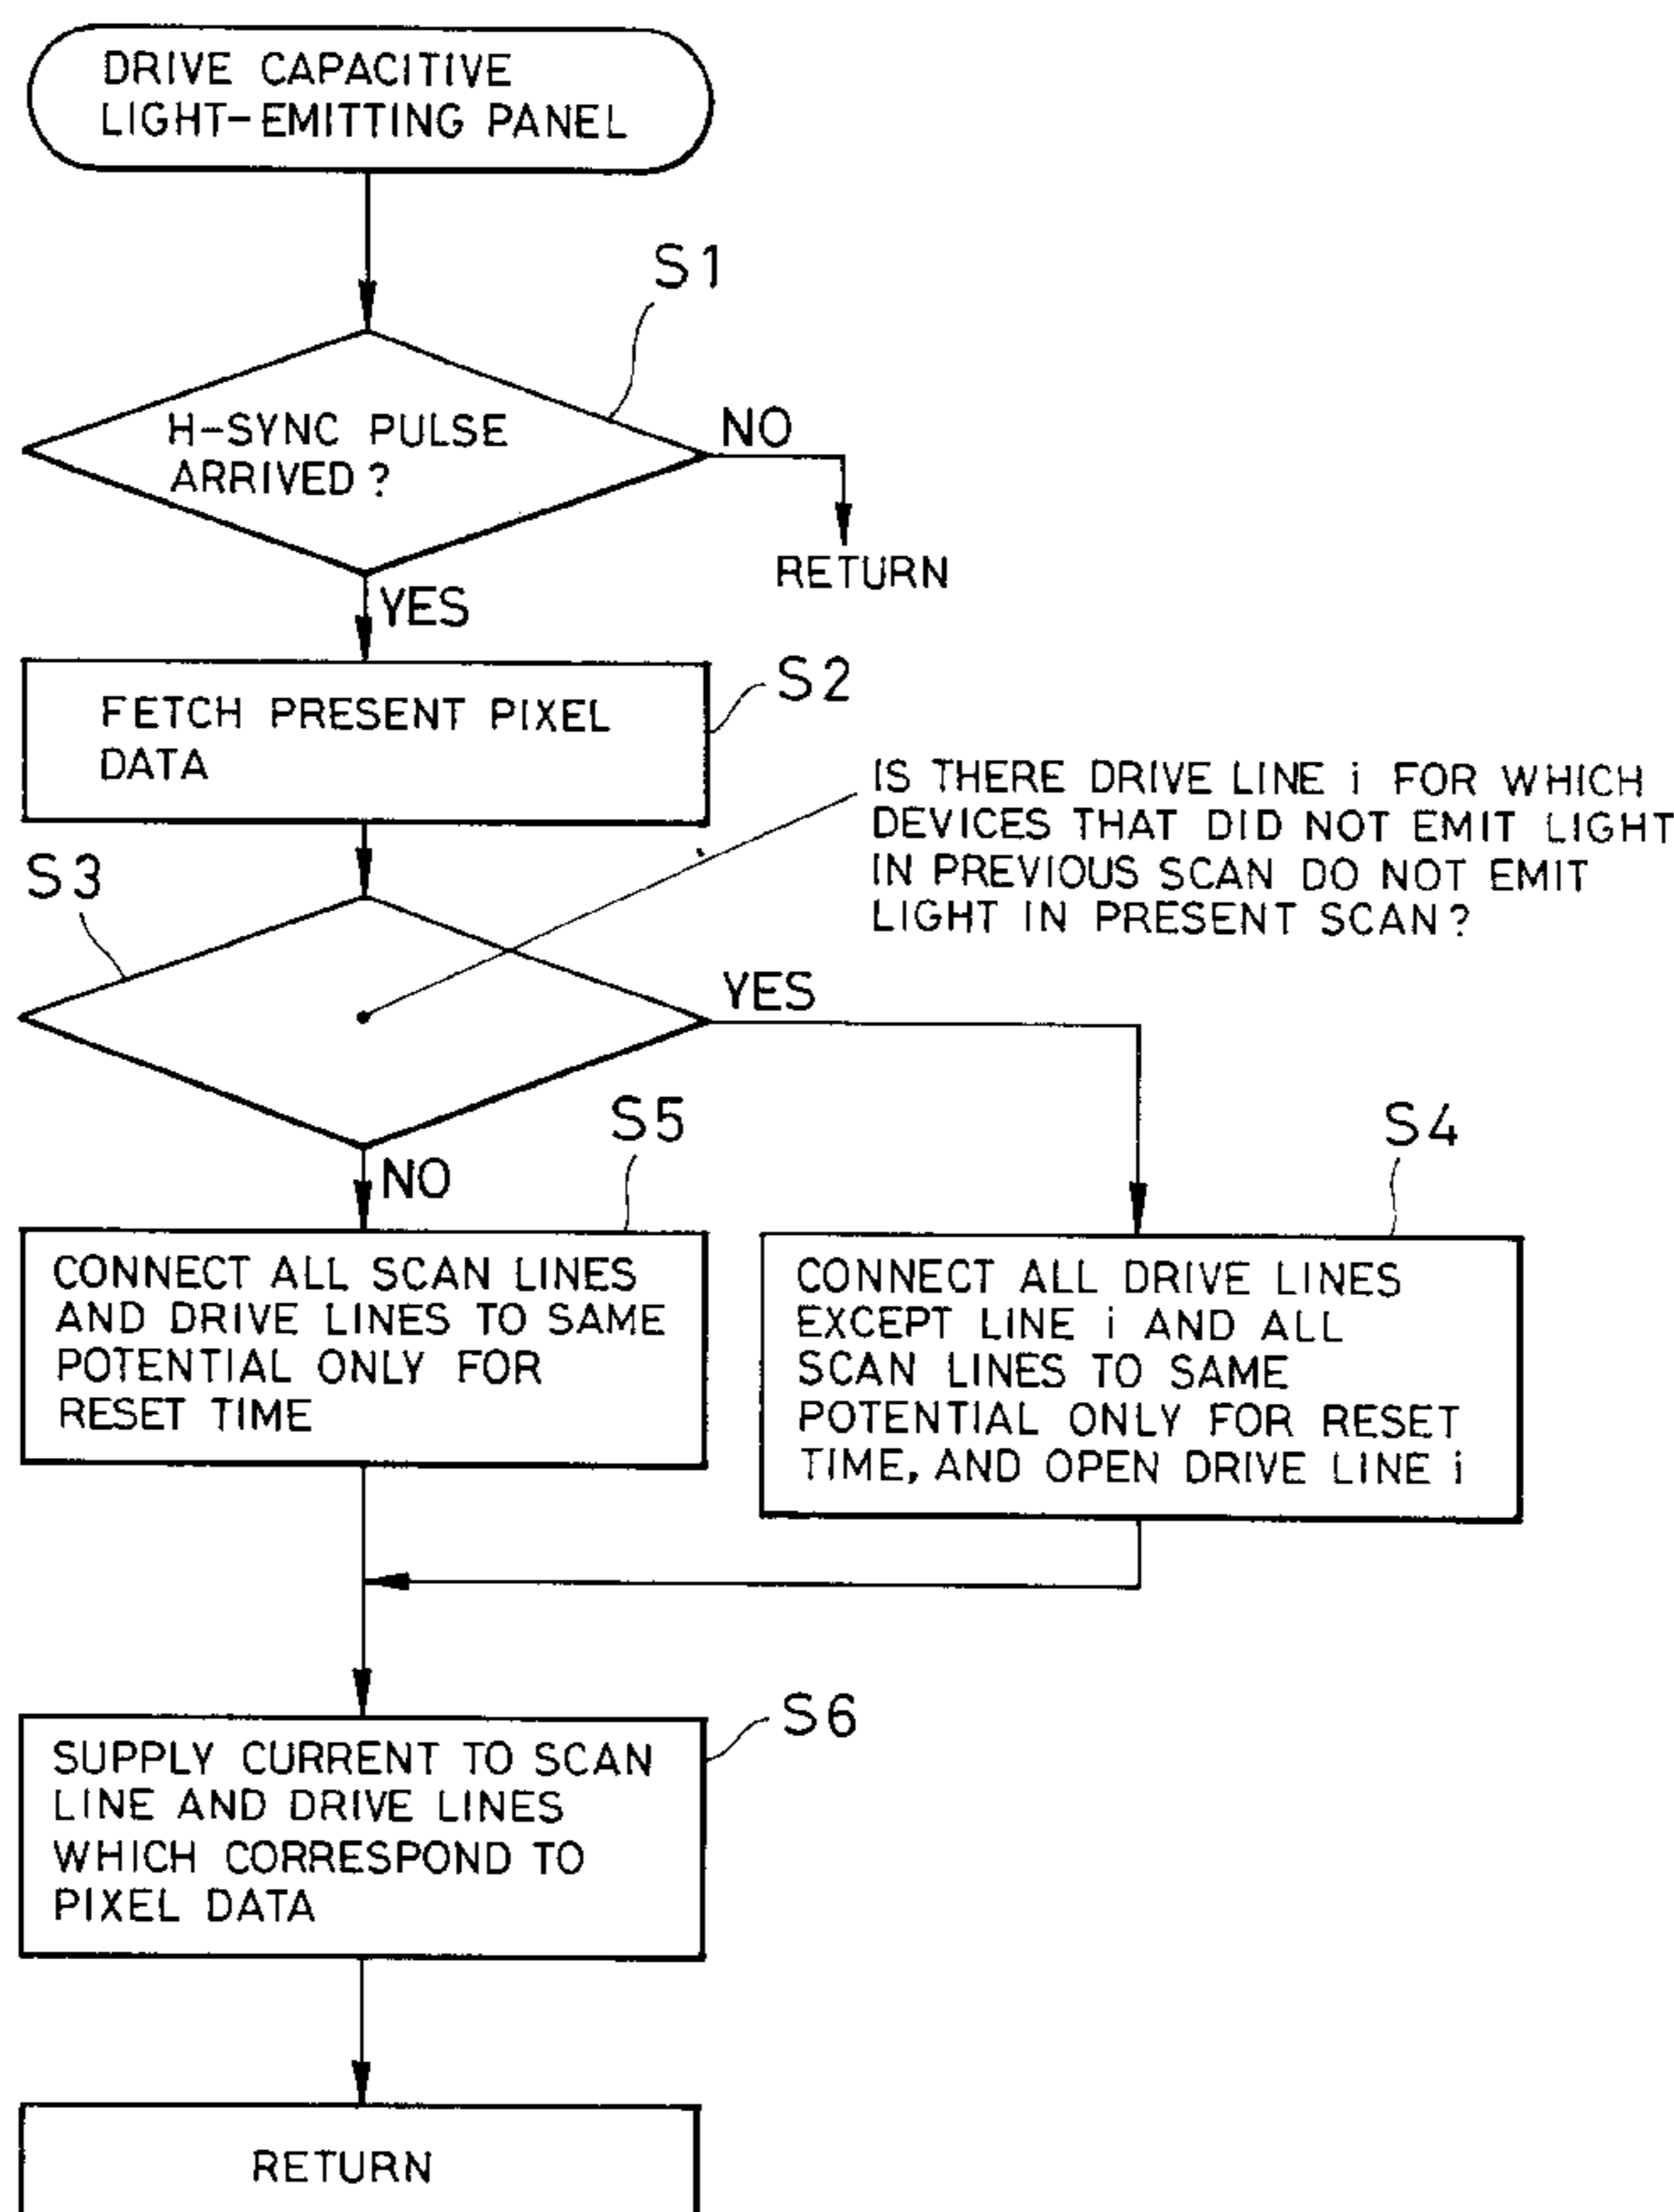 DRIVE CAPACITIVE
LIGHT-EMITTING PANEL
S1
H-SYNC PULSE
ARRIVED?
NO
RETURN
YES
S2
FETCH PRESENT PIXEL
DATA
IS THERE DRIVE LINE i FOR WHICH
DEVICES THAT DID NOT EMIT LIGHT
IN PREVIOUS SCAN DO NOT EMIT
LIGHT IN PRESENT SCAN?
S3
YES
NO
S5
S4
CONNECT ALL SCAN LINES
AND DRIVE LINES TO SAME
POTENTIAL ONLY FOR
RESET TIME
CONNECT ALL DRIVE LINES
EXCEPT LINE i AND ALL
SCAN LINES TO SAME
POTENTIAL ONLY FOR RESET
TIME, AND OPEN DRIVE LINE i
S6
SUPPLY CURRENT TO SCAN
LINE AND DRIVE LINES
WHICH CORRESPOND TO
PIXEL DATA
RETURN